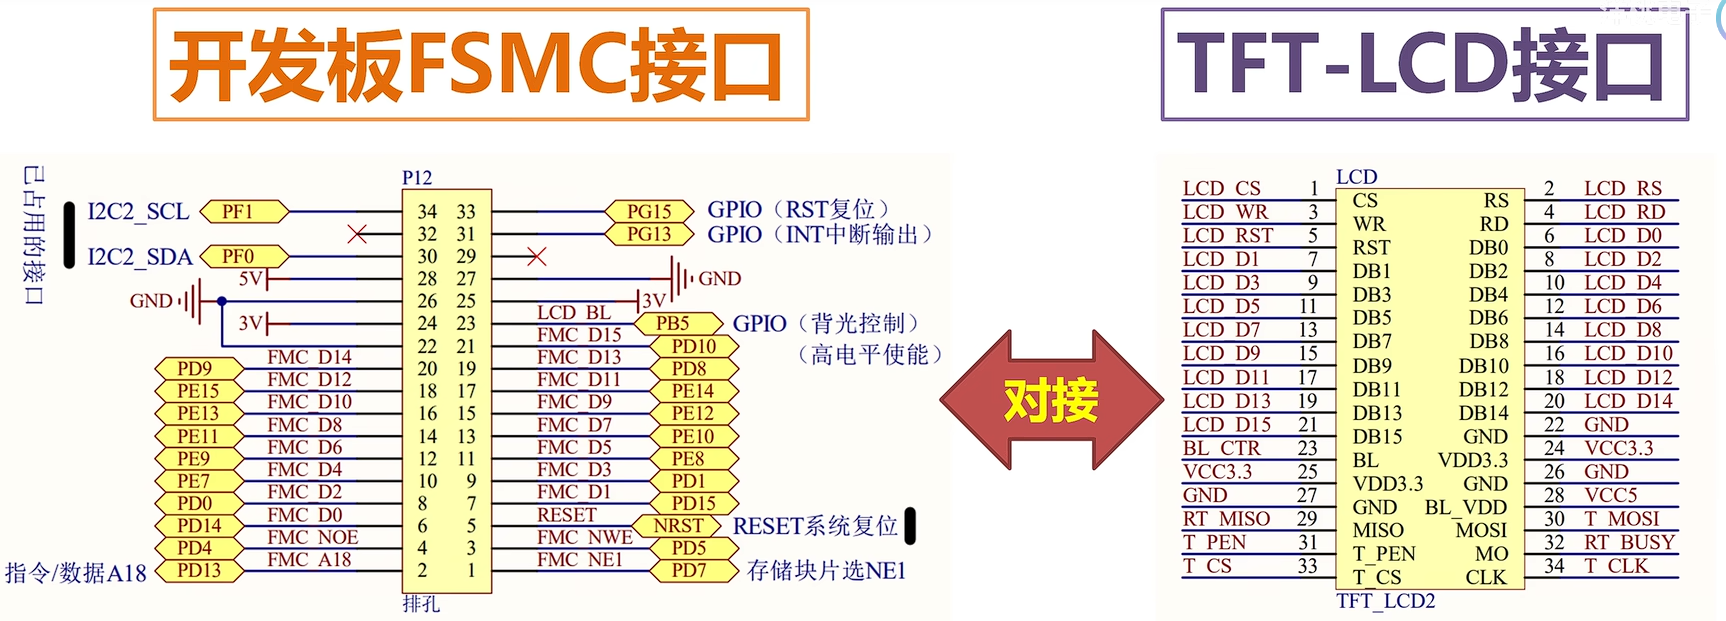 开发板FSMC接口
TFT-LCD接口
已占用的接口
P12
I2C2_SCL PF1 34 33 PG15 GPIO（RST复位）
32 31 PG13 GPIO（INT中断输出）
I2C2_SDA PF0 30 29
5V 28 27 GND
GND 26 25 3V
3V 24 23 LCD_BL PB5 GPIO（背光控制）
22 21 FMC_D15 PD10 （高电平使能）
PD9 FMC_D14 20 19 FMC_D13 PD8
PE15 FMC_D12 18 17 FMC_D11 PE14
PE13 FMC_D10 16 15 FMC_D9 PE12
PE11 FMC_D8 14 13 FMC_D7 PE10
PE9 FMC_D6 12 11 FMC_D5 PE8
PE7 FMC_D4 10 9 FMC_D3 PD1
PD0 FMC_D2 8 7 FMC_D1 PD15
PD14 FMC_D0 6 5 RESET NRST RESET系统复位
PD4 FMC_NOE 4 3 FMC_NWE PD5
指令/数据A18 PD13 FMC_A18 2 1 FMC_NE1 PD7 存储块片选NE1
排孔
对接
LCD
LCD_CS 1 CS RS 2 LCD_RS
LCD_WR 3 WR RD 4 LCD_RD
LCD_RST 5 RST DB0 6 LCD_D0
LCD_D1 7 DB1 DB2 8 LCD_D2
LCD_D3 9 DB3 DB4 10 LCD_D4
LCD_D5 11 DB5 DB6 12 LCD_D6
LCD_D7 13 DB7 DB8 14 LCD_D8
LCD_D9 15 DB9 DB10 16 LCD_D10
LCD_D11 17 DB11 DB12 18 LCD_D12
LCD_D13 19 DB13 DB14 20 LCD_D14
LCD_D15 21 DB15 GND 22 GND
BL_CTR 23 BL VDD3.3 24 VCC3.3
VCC3.3 25 VDD3.3 GND 26 GND
GND 27 GND BL_VDD 28 VCC5
RT_MISO 29 MISO MOSI 30 T_MOSI
T_PEN 31 T_PEN MO 32 RT_BUSY
T_CS 33 T_CS CLK 34 T_CLK
TFT_LCD2